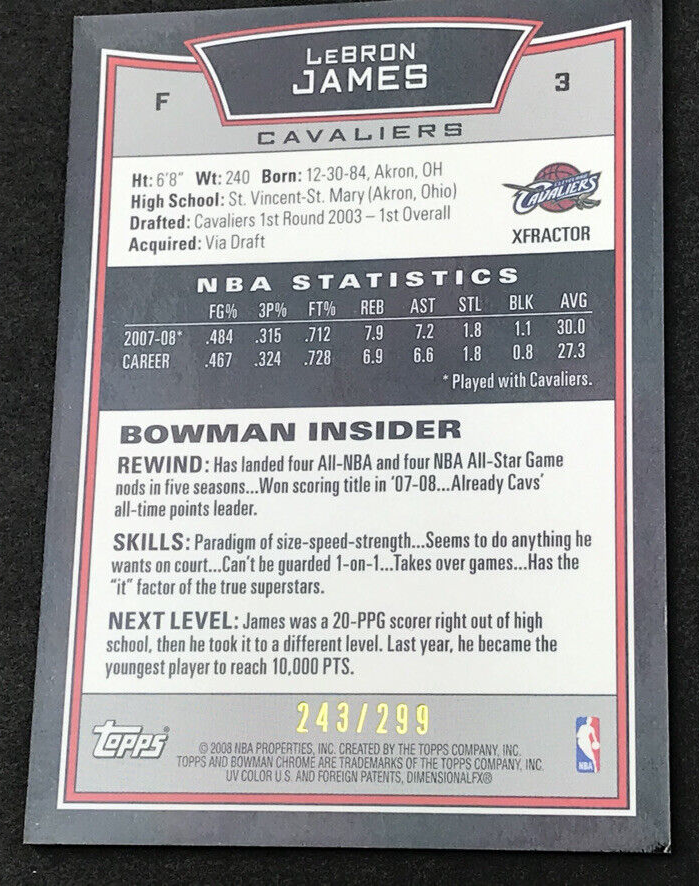 LEBRON
JAMES
F
3
CAVALIERS
Ht: 6'8" Wt: 240 Born: 12-30-84, Akron, OH
High School: St. Vincent-St. Mary (Akron, Ohio)
Drafted: Cavaliers 1st Round 2003 – 1st Overall
Acquired: Via Draft
CLEVELAND
CAVALIERS
XFRACTOR
NBA STATISTICS
FG% 3P% FT% REB AST STL BLK AVG
2007-08* .484 .315 .712 7.9 7.2 1.8 1.1 30.0
CAREER .467 .324 .728 6.9 6.6 1.8 0.8 27.3
* Played with Cavaliers.
BOWMAN INSIDER
REWIND: Has landed four All-NBA and four NBA All-Star Game
nods in five seasons...Won scoring title in '07-08...Already Cavs'
all-time points leader.
SKILLS: Paradigm of size-speed-strength...Seems to do anything he
wants on court...Can't be guarded 1-on-1...Takes over games...Has the
"it" factor of the true superstars.
NEXT LEVEL: James was a 20-PPG scorer right out of high
school, then he took it to a different level. Last year, he became the
youngest player to reach 10,000 PTS.
243/299
Topps®
© 2008 NBA PROPERTIES, INC. CREATED BY THE TOPPS COMPANY, INC.
TOPPS AND BOWMAN CHROME ARE TRADEMARKS OF THE TOPPS COMPANY, INC.
UV COLOR U.S. AND FOREIGN PATENTS, DIMENSIONALFX®
NBA